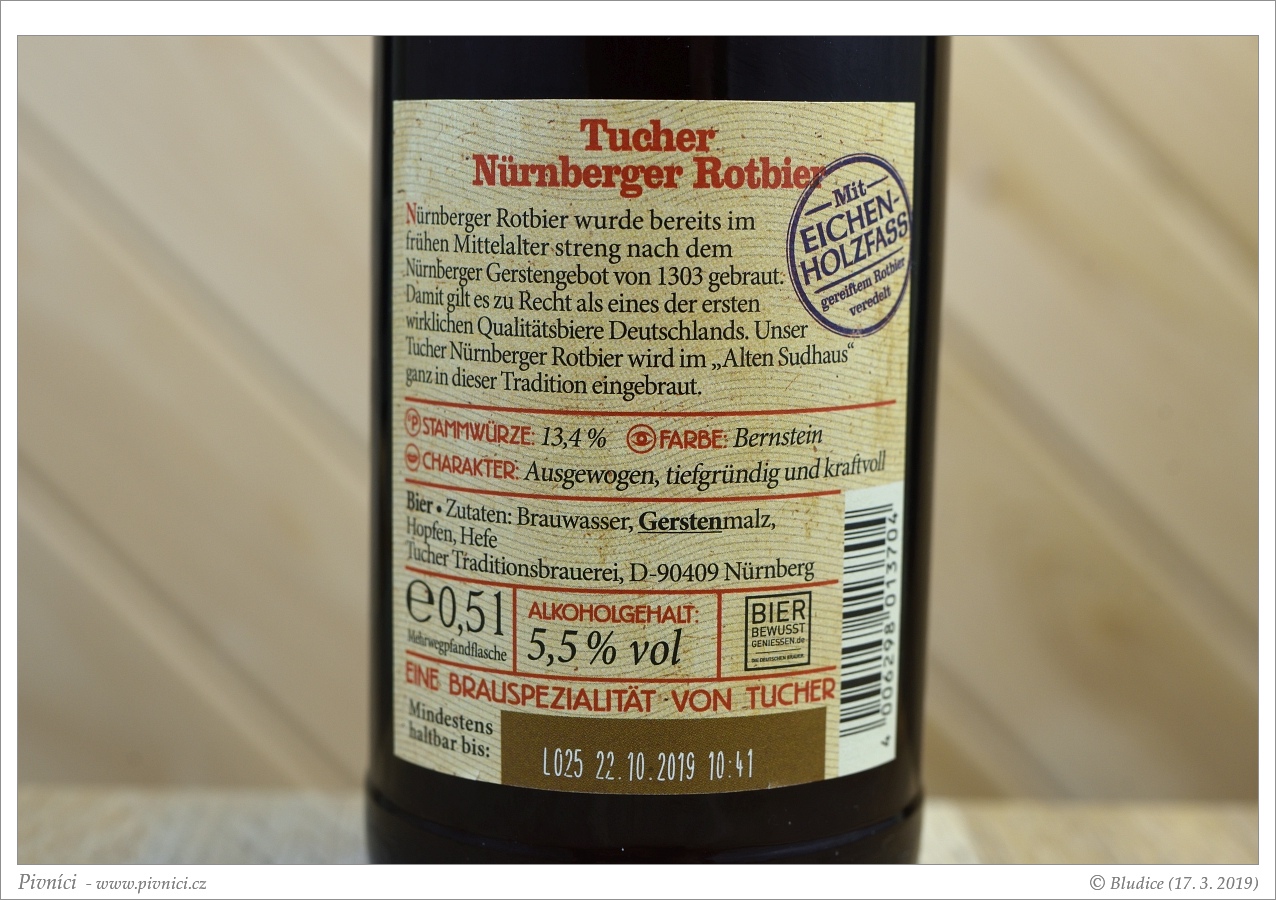 Tucher
Nürnberger Rotbier
Mit
EICHEN-
HOLZFASS
gereiftem Rotbier
veredelt
Nürnberger Rotbier wurde bereits im
frühen Mittelalter streng nach dem
Nürnberger Gerstengebot von 1303 gebraut.
Damit gilt es zu Recht als eines der ersten
wirklichen Qualitätsbiere Deutschlands. Unser
Tucher Nürnberger Rotbier wird im „Alten Sudhaus“
ganz in dieser Tradition eingebraut.
°P STAMMWÜRZE: 13,4 % FARBE: Bernstein
CHARAKTER: Ausgewogen, tiefgründig und kraftvoll
Bier • Zutaten: Brauwasser, Gerstenmalz,
Hopfen, Hefe
Tucher Traditionsbrauerei, D-90409 Nürnberg
℮0,5l
Mehrwegpfandflasche
ALKOHOLGEHALT:
5,5 % vol
BIER
BEWUSST
GENIESSEN.de
DIE DEUTSCHEN BRAUER
4 006298 013704
EINE BRAUSPEZIALITÄT VON TUCHER
Mindestens
haltbar bis:
L025 22.10.2019 10:41
Pivníci - www.pivnici.cz
© Bludice (17. 3. 2019)